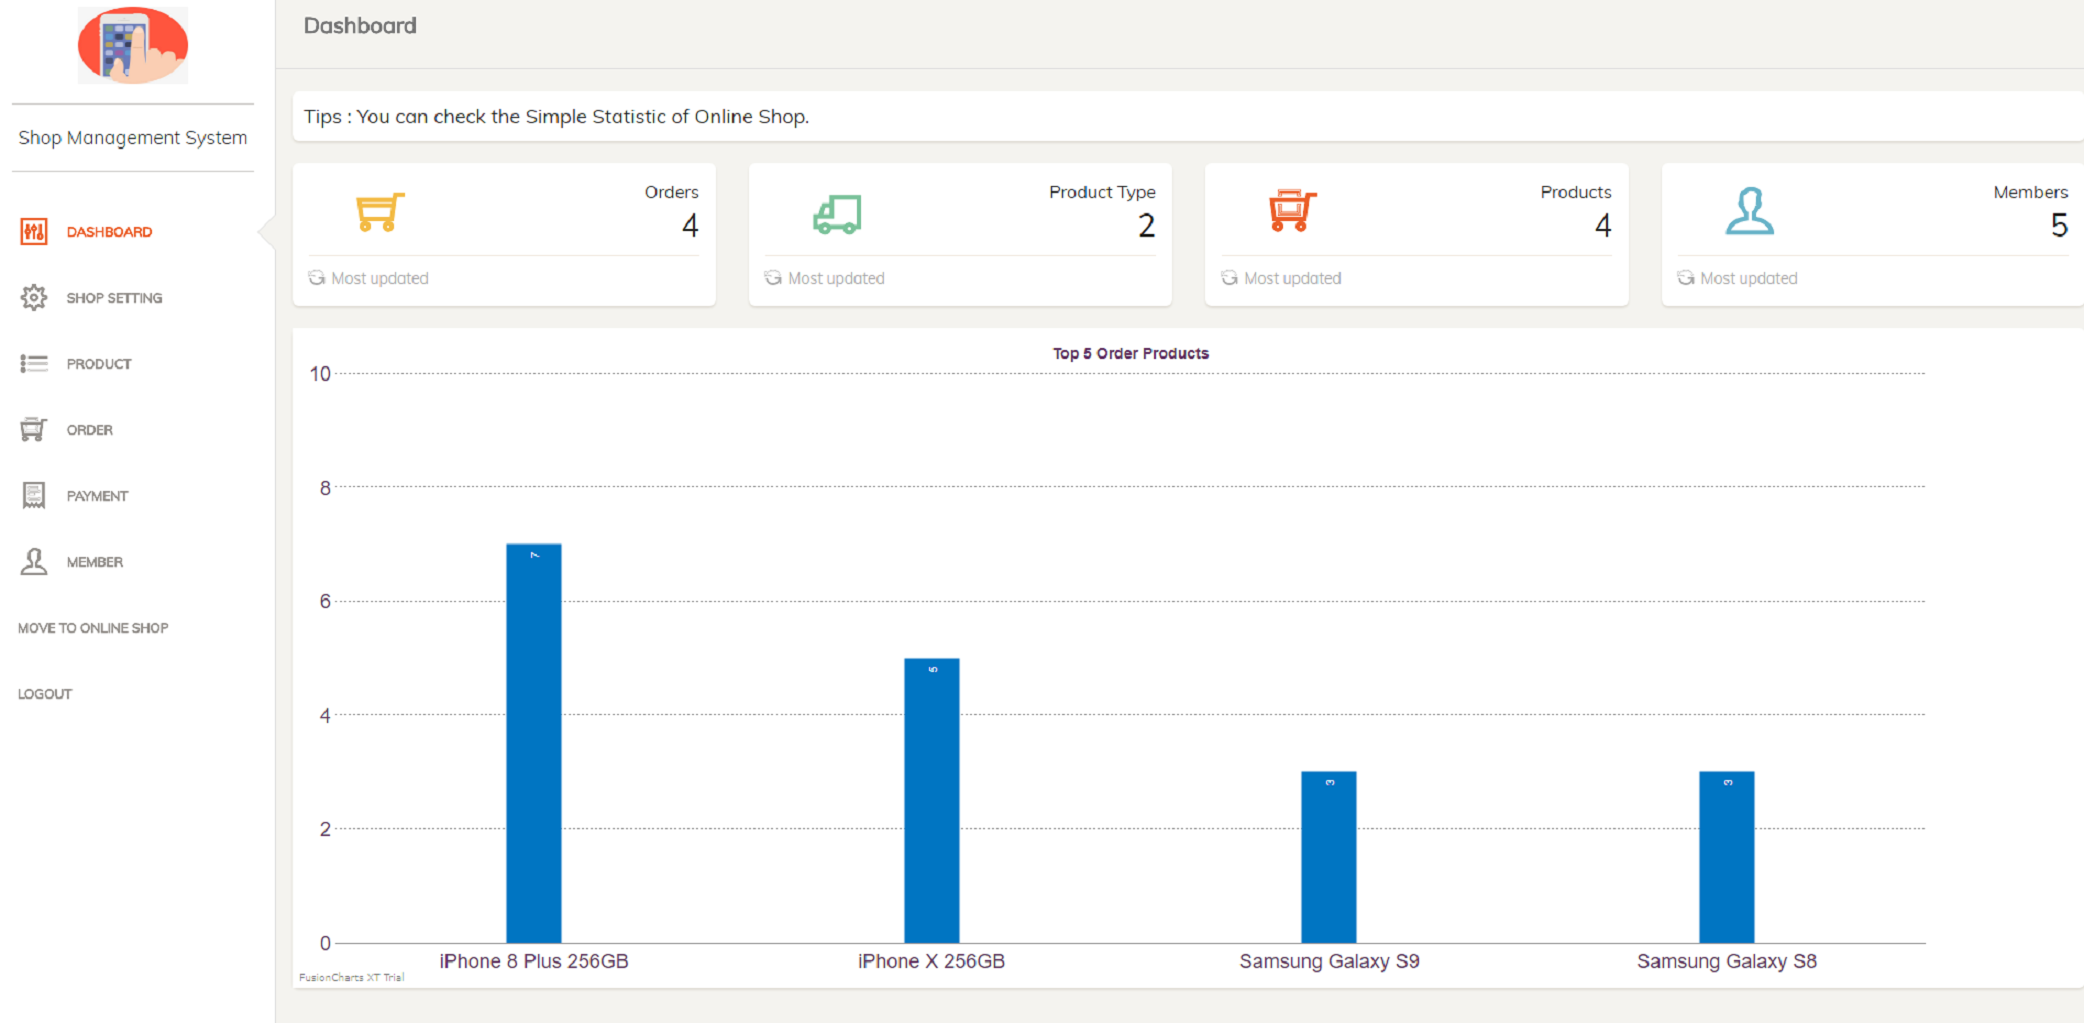 Dashboard
Shop Management System
DASHBOARD
SHOP SETTING
PRODUCT
ORDER
PAYMENT
MEMBER
MOVE TO ONLINE SHOP
LOGOUT
Tips : You can check the Simple Statistic of Online Shop.
Orders
4
Most updated
Product Type
2
Most updated
Products
4
Most updated
Members
5
Most updated
Top 5 Order Products
10
8
6
4
2
0
7
5
3
3
iPhone 8 Plus 256GB
iPhone X 256GB
Samsung Galaxy S9
Samsung Galaxy S8
FusionCharts XT Trial